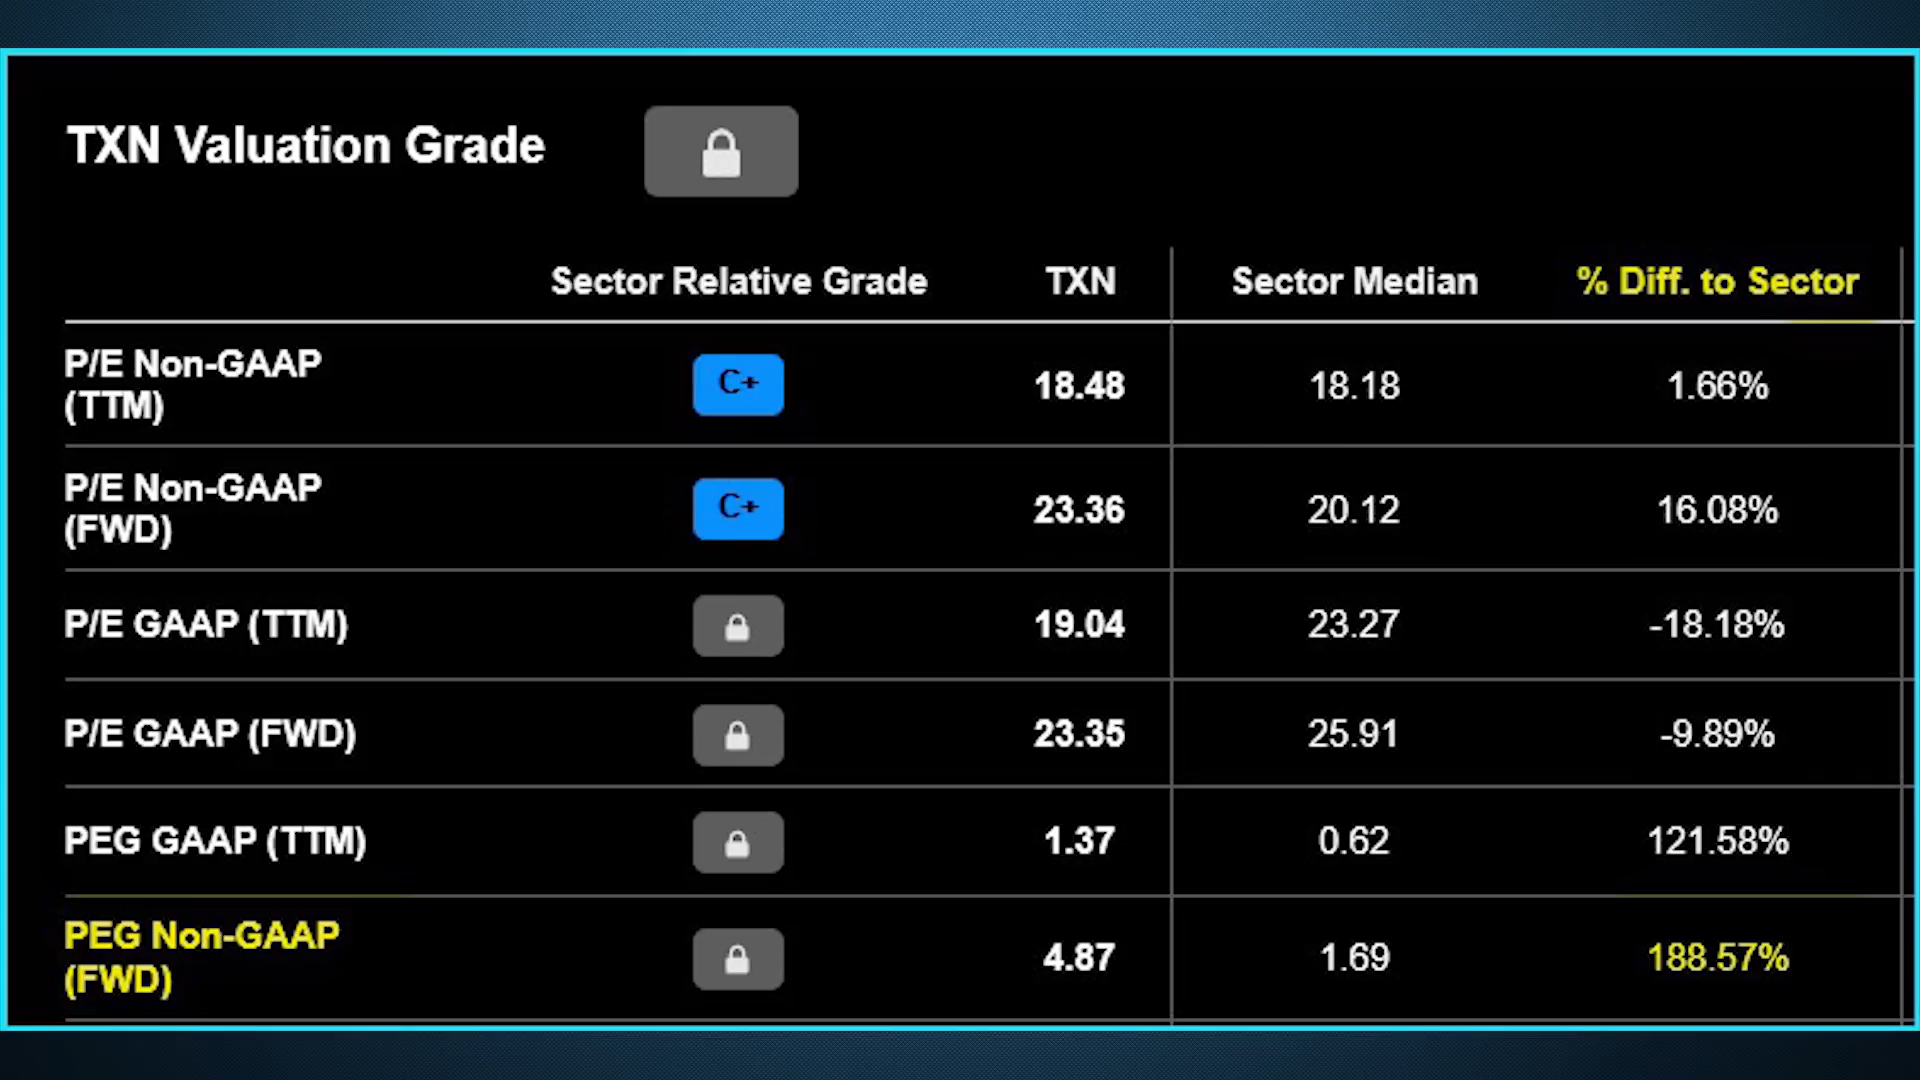 TXN Valuation Grade
Sector Relative Grade TXN Sector Median % Diff. to Sector
P/E Non-GAAP
(TTM) C+ 18.48 18.18 1.66%
P/E Non-GAAP
(FWD) C+ 23.36 20.12 16.08%
P/E GAAP (TTM) 19.04 23.27 -18.18%
P/E GAAP (FWD) 23.35 25.91 -9.89%
PEG GAAP (TTM) 1.37 0.62 121.58%
PEG Non-GAAP
(FWD) 4.87 1.69 188.57%